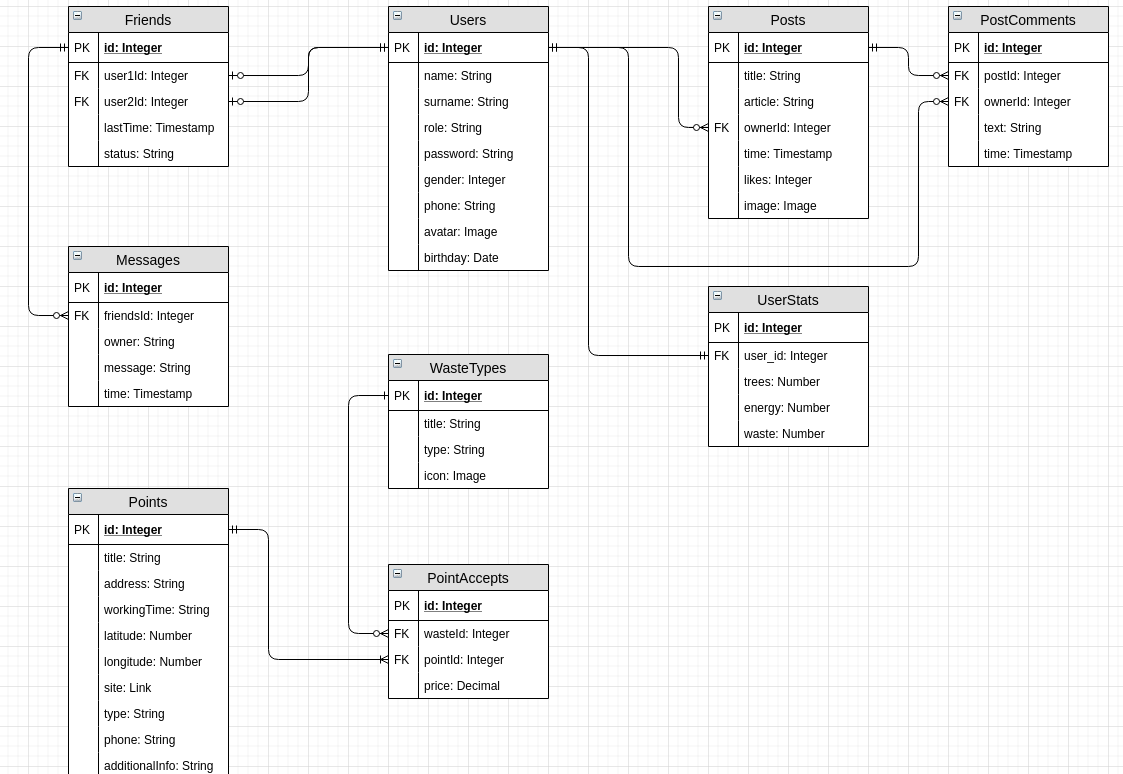 Friends
PK id: Integer
FK user1Id: Integer
FK user2Id: Integer
lastTime: Timestamp
status: String
Users
PK id: Integer
name: String
surname: String
role: String
password: String
gender: Integer
phone: String
avatar: Image
birthday: Date
Posts
PK id: Integer
title: String
article: String
FK ownerId: Integer
time: Timestamp
likes: Integer
image: Image
PostComments
PK id: Integer
FK postId: Integer
FK ownerId: Integer
text: String
time: Timestamp
Messages
PK id: Integer
FK friendsId: Integer
owner: String
message: String
time: Timestamp
UserStats
PK id: Integer
FK user_id: Integer
trees: Number
energy: Number
waste: Number
WasteTypes
PK id: Integer
title: String
type: String
icon: Image
Points
PK id: Integer
title: String
address: String
workingTime: String
latitude: Number
longitude: Number
site: Link
type: String
phone: String
additionalInfo: String
PointAccepts
PK id: Integer
FK wasteId: Integer
FK pointId: Integer
price: Decimal